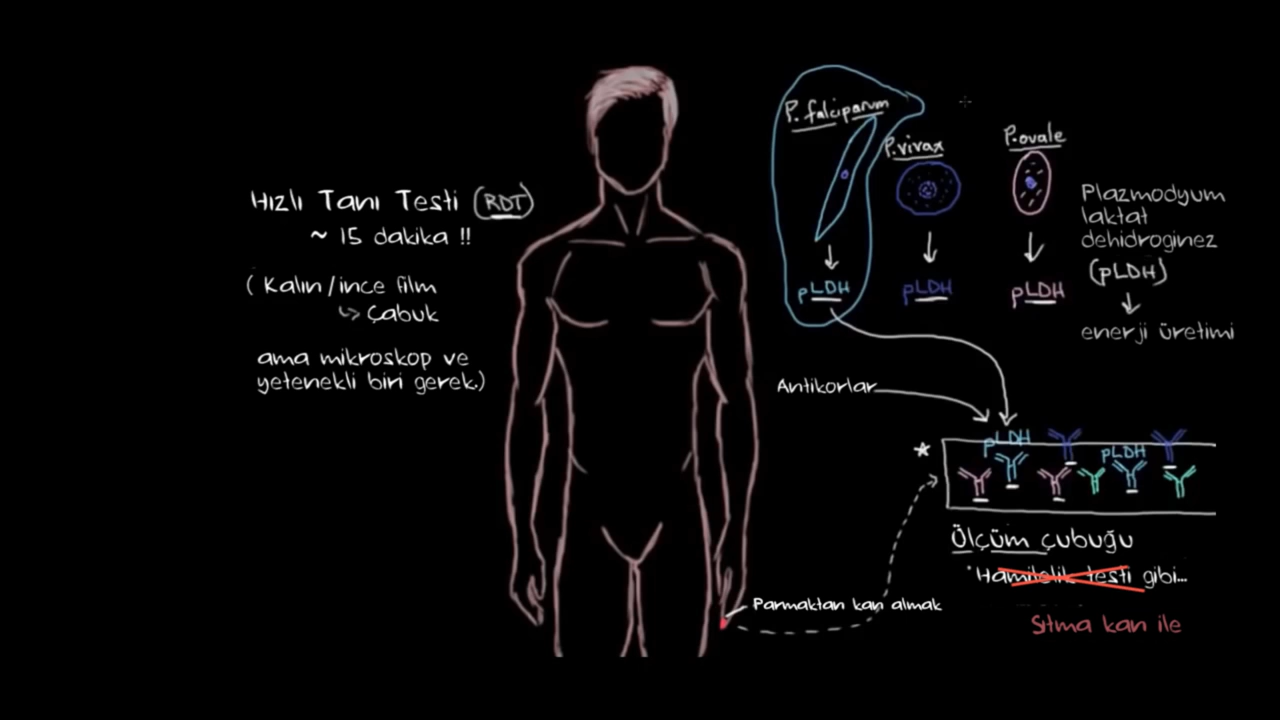 Hızlı Tanı Testi (RDT)
~ 15 dakika !!
( Kalın/ince film
↳ çabuk
ama mikroskop ve
yetenekli biri gerek.)
P. falciparum
P. vivax
P. ovale
pLDH
pLDH
pLDH
Plazmodyum
laktat
dehidroginez
(pLDH)
enerji üretimi
Antikorlar
pLDH
pLDH
*
Ölçüm çubuğu
*Hamilelik testi gibi...
Sıtma kan ile
Parmaktan kan almak